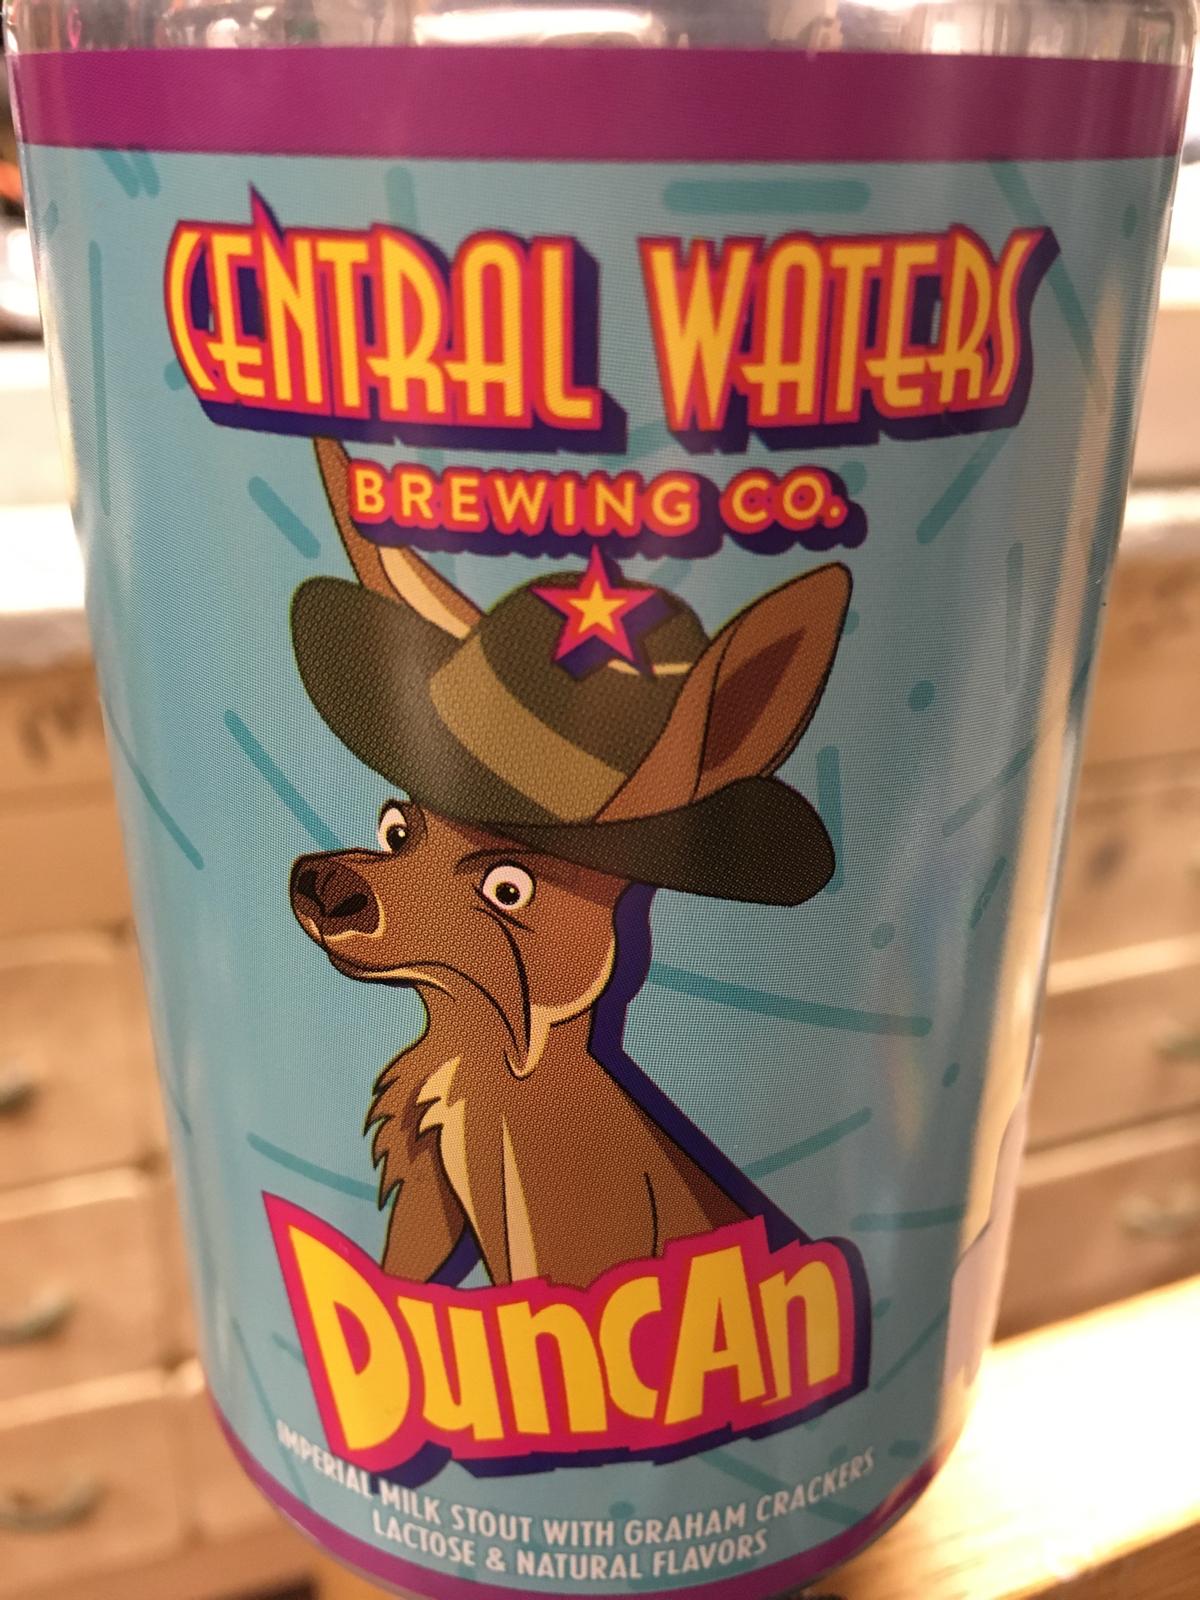 CENTRAL WATERS
BREWING CO.
DuncAn
IMPERIAL MILK STOUT WITH GRAHAM CRACKERS
LACTOSE & NATURAL FLAVORS